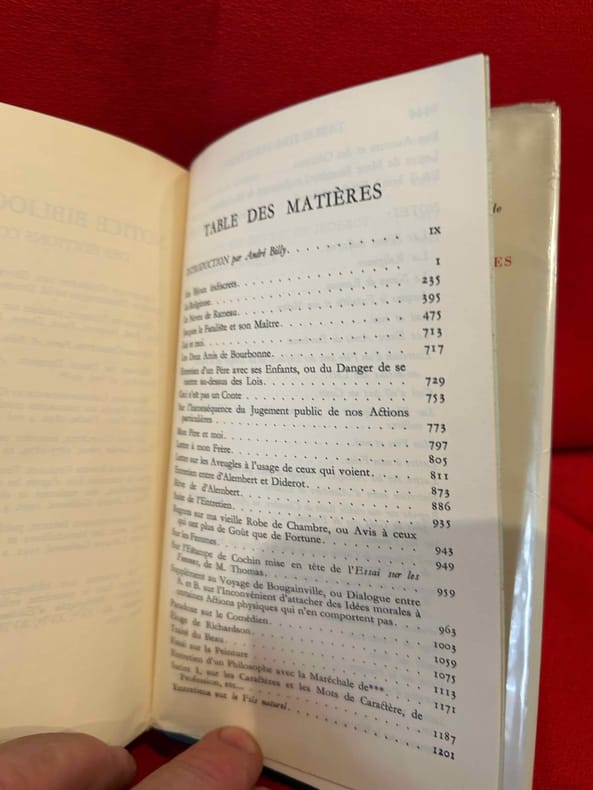 NOTICE BIBLIOG
DES ÉDITIONS CO
TABLE DES MATIÈRES
INTRODUCTION par André Billy. IX
Les Bijoux indiscrets. 1
La Religieuse. 235
Le Neveu de Rameau. 395
Jacques le Fataliste et son Maître. 475
Lui et moi. 713
Les Deux Amis de Bourbonne. 717
Entretien d'un Père avec ses Enfants, ou du Danger de se
mettre au-dessus des Lois. 729
Ceci n'est pas un Conte 753
Sur l'Inconséquence du Jugement public de nos Actions
particulières 773
Mon Père et moi. 797
Lettre à mon Frère. 805
Lettre sur les Aveugles à l'usage de ceux qui voient. 811
Entretien entre d'Alembert et Diderot. 873
Rêve de d'Alembert. 886
Suite de l'Entretien. 935
Regrets sur ma vieille Robe de Chambre, ou Avis à ceux
qui ont plus de Goût que de Fortune. 943
Sur les Femmes. 949
Sur l'Estampe de Cochin mise en tête de l'Essai sur les
Femmes, de M. Thomas. 959
Supplément au Voyage de Bougainville, ou Dialogue entre
A. et B. sur l'Inconvénient d'attacher des Idées morales à
certaines Actions physiques qui n'en comportent pas. 963
Paradoxe sur le Comédien. 1003
Éloge de Richardson. 1059
Traité du Beau. 1075
Essai sur la Peinture 1113
Entretien d'un Philosophe avec la Maréchale de***. 1171
Satire I, sur les Caractères et les Mots de Caractère, de
Profession, etc... 1187
Entretiens sur le Fils naturel. 1201
le
ES